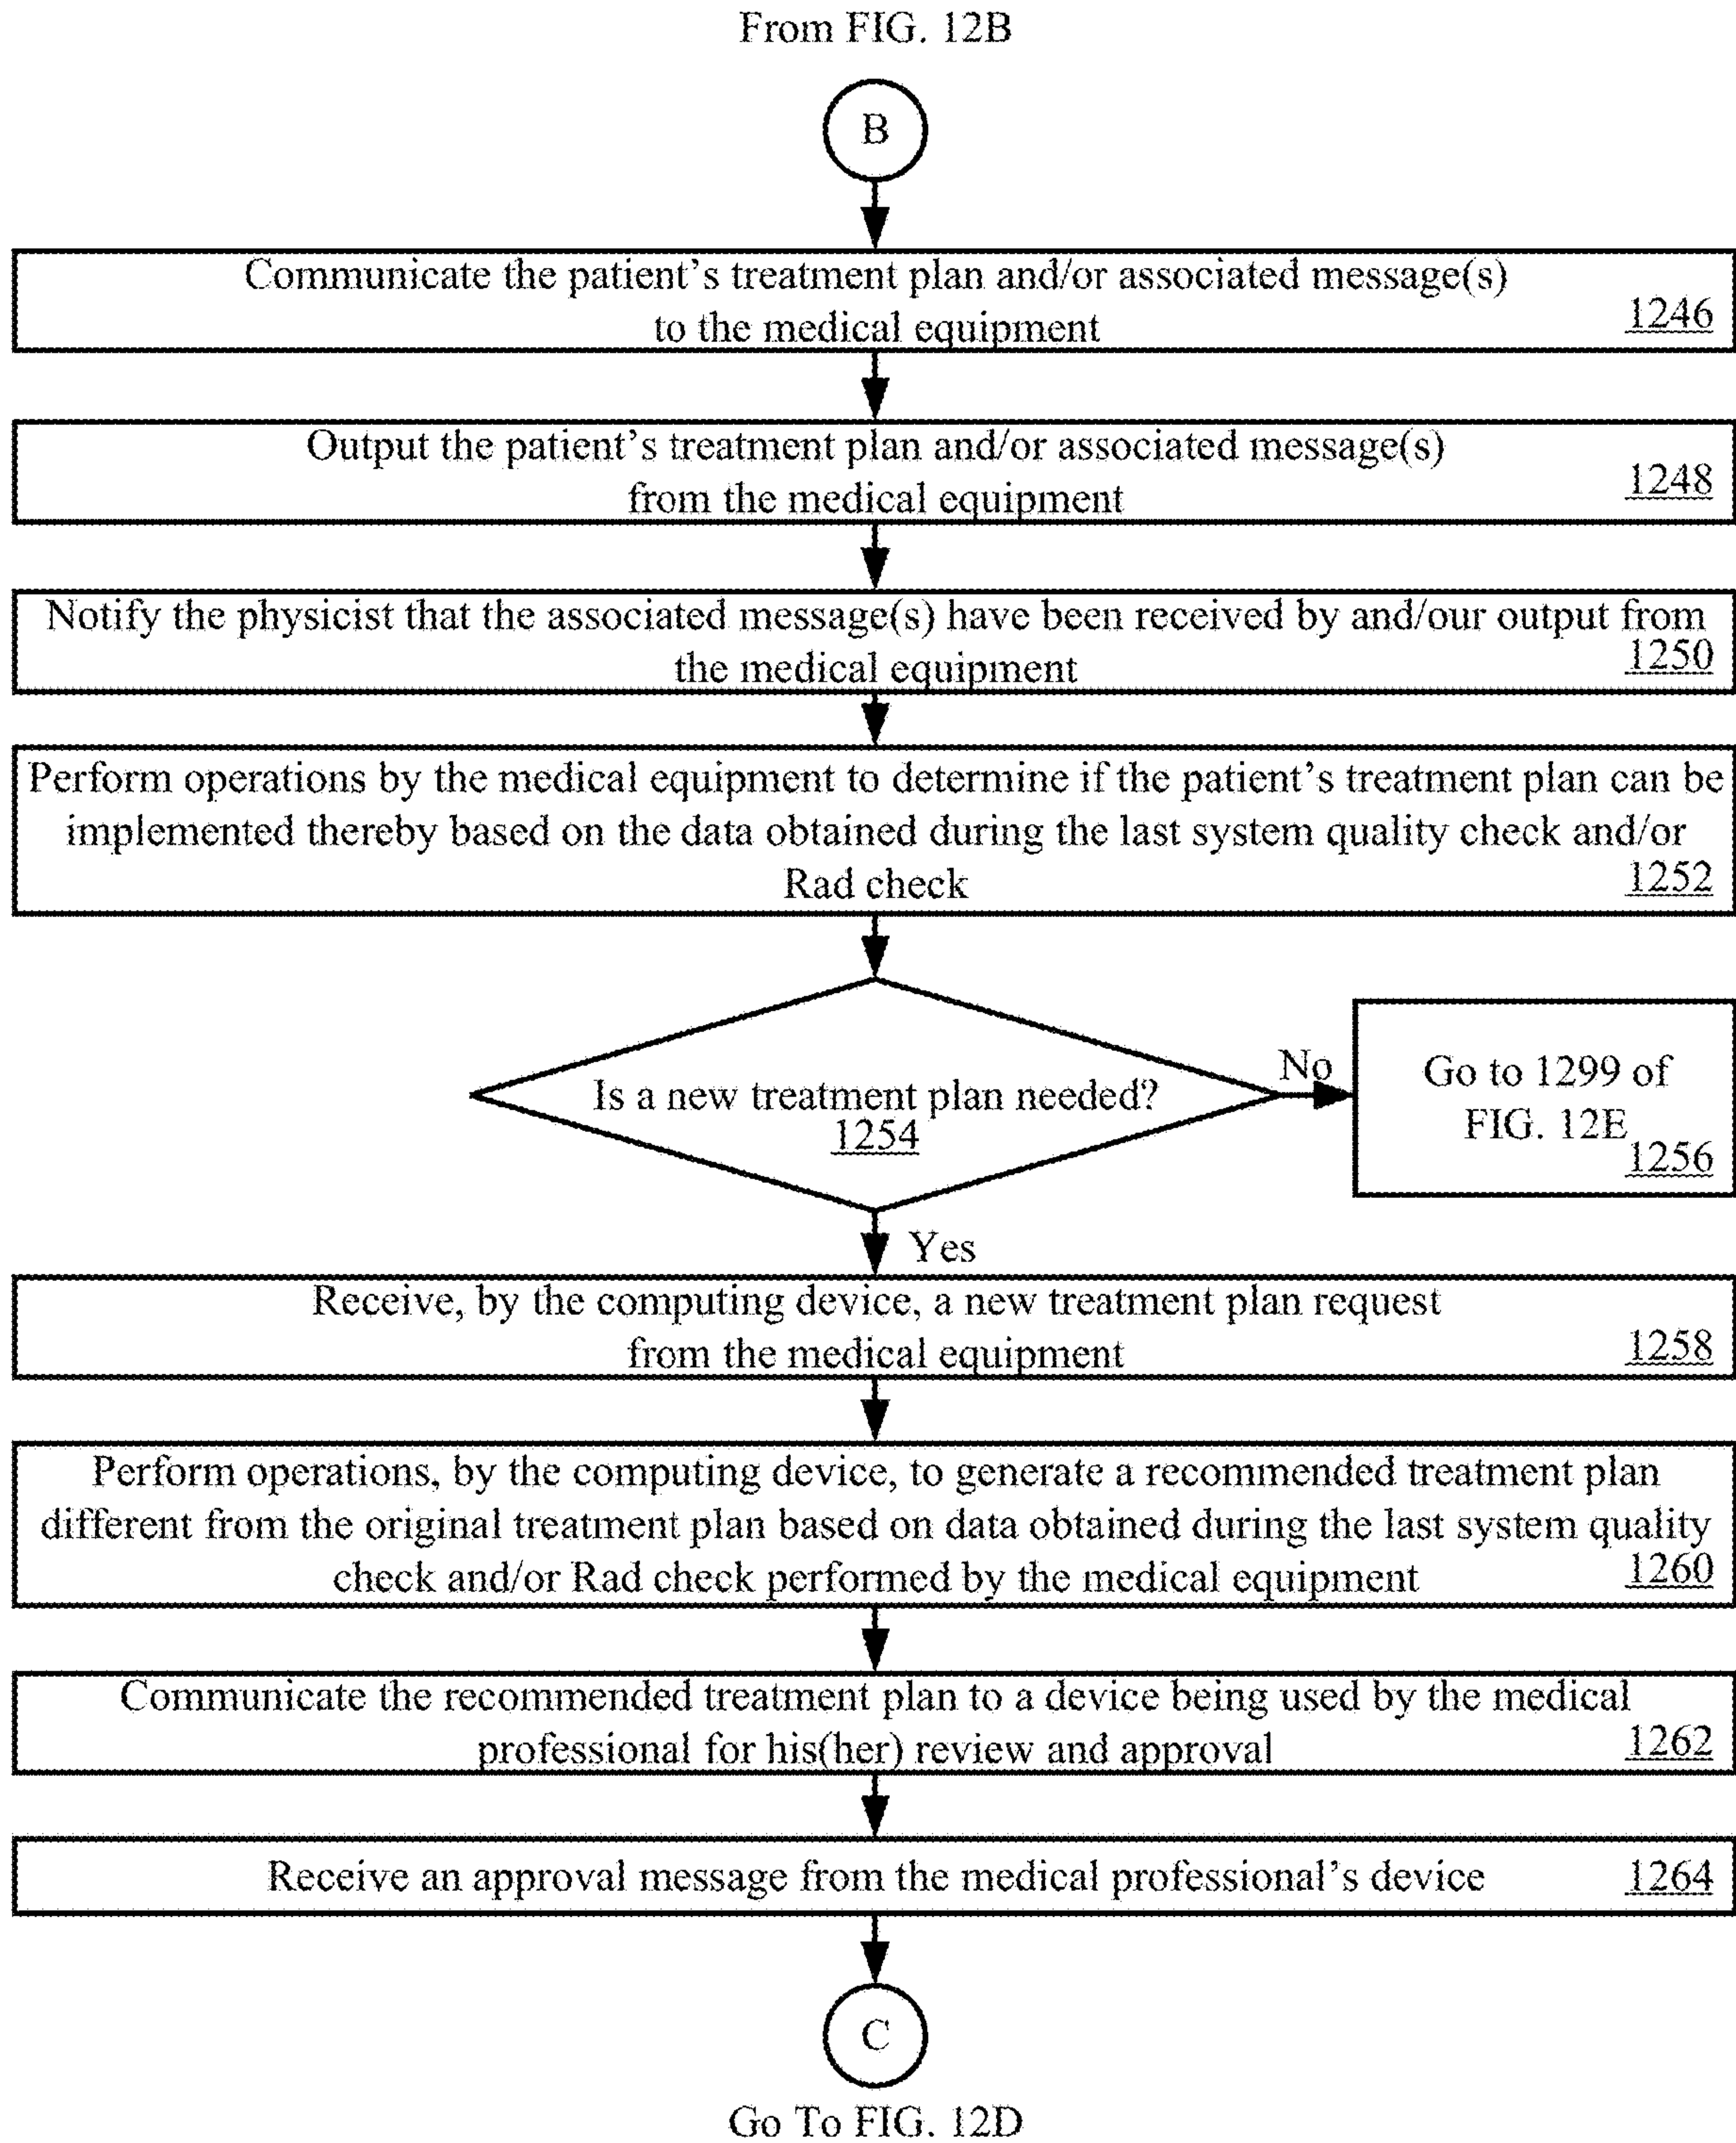 From FIG. 12B
B
Communicate the patient's treatment plan and/or associated message(s)
to the medical equipment
1246
Output the patient's treatment plan and/or associated message(s)
from the medical equipment
1248
Notify the physicist that the associated message(s) have been received by and/our output from
the medical equipment
1250
Perform operations by the medical equipment to determine if the patient's treatment plan can be
implemented thereby based on the data obtained during the last system quality check and/or
Rad check
1252
Is a new treatment plan needed?
1254
No
Go to 1299 of
FIG. 12E
1256
Yes
Receive, by the computing device, a new treatment plan request
from the medical equipment
1258
Perform operations, by the computing device, to generate a recommended treatment plan
different from the original treatment plan based on data obtained during the last system quality
check and/or Rad check performed by the medical equipment
1260
Communicate the recommended treatment plan to a device being used by the medical
professional for his(her) review and approval
1262
Receive an approval message from the medical professional's device
1264
C
Go To FIG. 12D